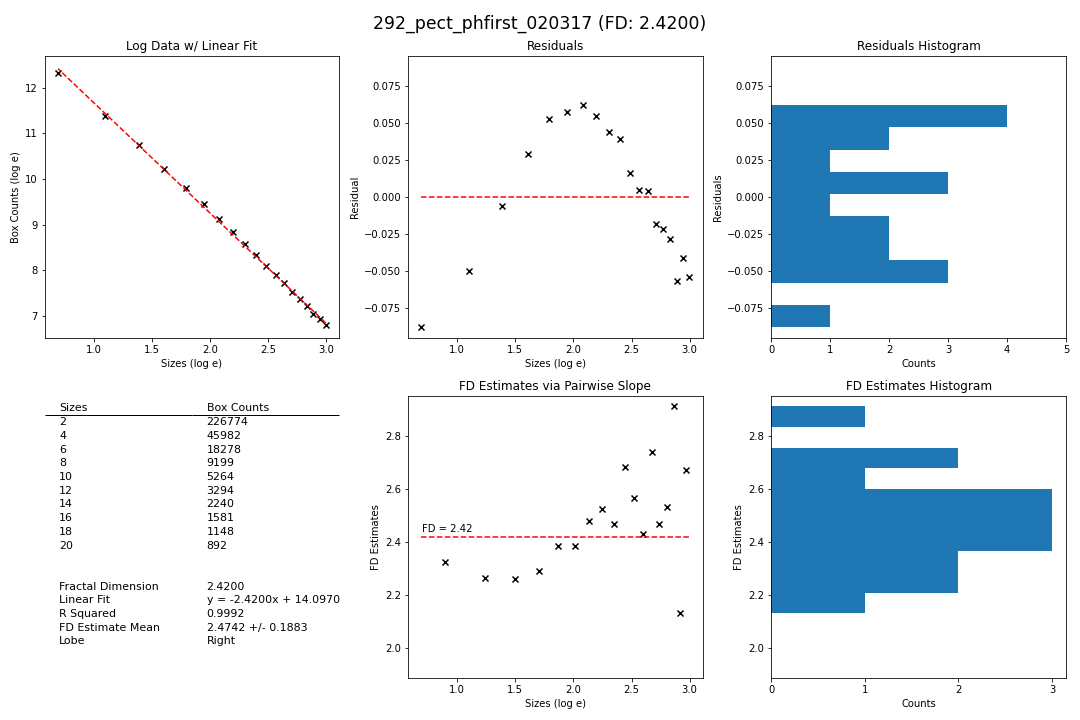 292_pect_phfirst_020317 (FD: 2.4200)
Log Data w/ Linear Fit
Box Counts (log e)
12
11
10
9
8
7
1.0 1.5 2.0 2.5 3.0
Sizes (log e)
Residuals
Residual
0.075
0.050
0.025
0.000
−0.025
−0.050
−0.075
1.0 1.5 2.0 2.5 3.0
Sizes (log e)
Residuals Histogram
Residuals
0.075
0.050
0.025
0.000
−0.025
−0.050
−0.075
0 1 2 3 4 5
Counts
Sizes Box Counts
2 226774
4 45982
6 18278
8 9199
10 5264
12 3294
14 2240
16 1581
18 1148
20 892
Fractal Dimension 2.4200
Linear Fit y = -2.4200x + 14.0970
R Squared 0.9992
FD Estimate Mean 2.4742 +/- 0.1883
Lobe Right
FD Estimates via Pairwise Slope
FD Estimates
2.8
2.6
2.4
2.2
2.0
FD = 2.42
1.0 1.5 2.0 2.5 3.0
Sizes (log e)
FD Estimates Histogram
FD Estimates
2.8
2.6
2.4
2.2
2.0
0 1 2 3
Counts